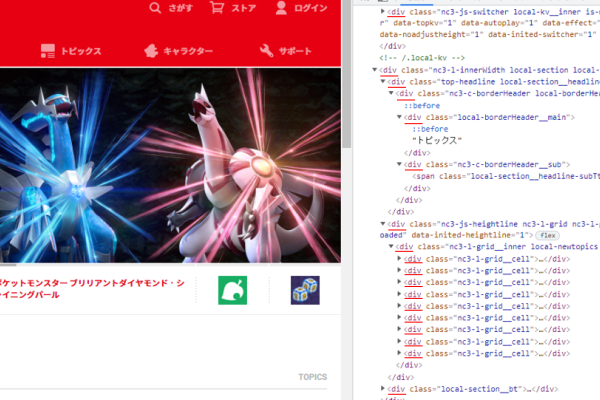 さがす ストア ログイン
トピックス キャラクター サポート
ポケットモンスター ブリリアントダイヤモンド・シ
ャイニングパール
TOPICS
<div class="nc3-js-switcher local-kv__inner is-
r" data-topkv="1" data-autoplay="1" data-effect=
data-noadjustheight="1" data-inited-switcher="1"
</div>
<!-- /.local-kv -->
<div class="nc3-l-innerWidth local-section local-
<div class="top-headline local-section__headline
<div class="nc3-c-borderHeader local-borderHea
::before
<div class="local-borderHeader__main">
::before
"トピックス"
</div>
<div class="nc3-c-borderHeader__sub">
<span class="local-section__headline-subTt
</div>
</div>
</div>
<div class="nc3-js-heightline nc3-l-grid nc3-l-g
oaded" data-inited-heightline="1"> flex
<div class="nc3-l-grid__inner local-newtopics
<div class="nc3-l-grid__cell">…</div>
<div class="nc3-l-grid__cell">…</div>
<div class="nc3-l-grid__cell">…</div>
<div class="nc3-l-grid__cell">…</div>
<div class="nc3-l-grid__cell">…</div>
<div class="nc3-l-grid__cell">…</div>
<div class="nc3-l-grid__cell">…</div>
<div class="nc3-l-grid__cell">…</div>
<div class="nc3-l-grid__cell">…</div>
</div>
</div>
<div class="local-section__bt">…</div>
</div>